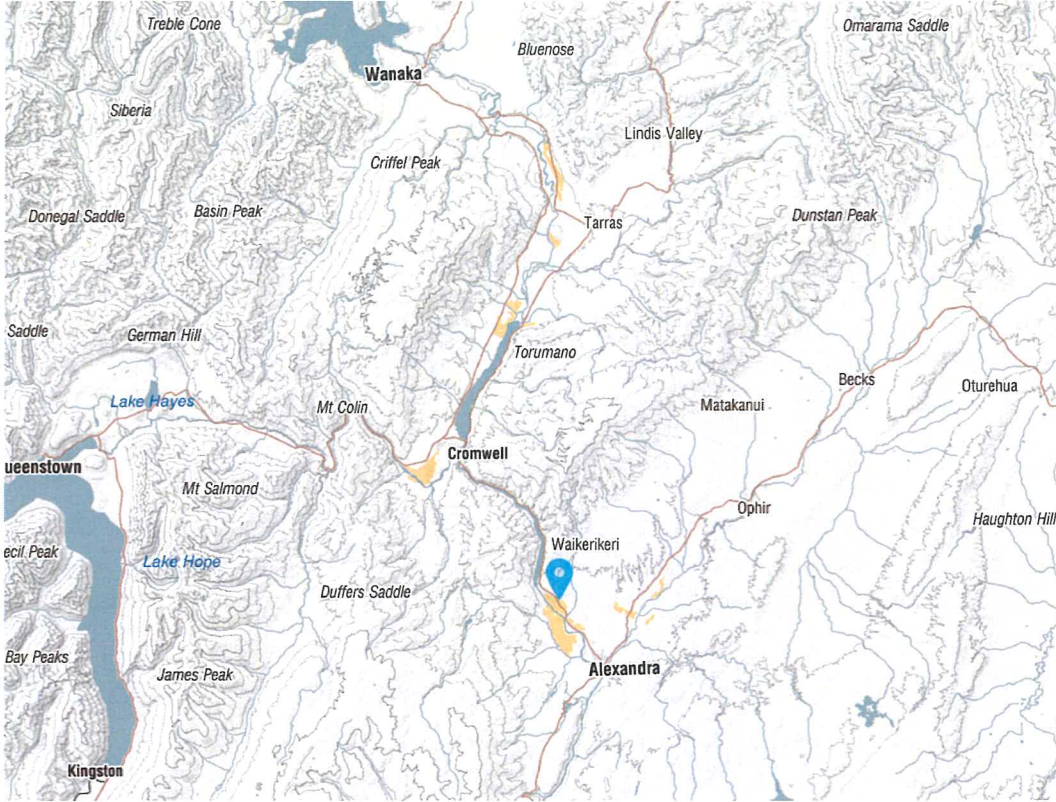 Treble Cone
Omarama Saddle
Bluenose
Wanaka
Siberia
Lindis Valley
Criffel Peak
Donegal Saddle
Basin Peak
Dunstan Peak
Tarras
Saddle
German Hill
Torumano
Becks
Oturehua
Lake Hayes
Mt Colin
Matakanui
Cromwell
ueenstown
Mt Salmond
Ophir
Haughton Hill
Waikerikeri
ecil Peak
Lake Hope
Duffers Saddle
Bay Peaks
James Peak
Alexandra
Kingston